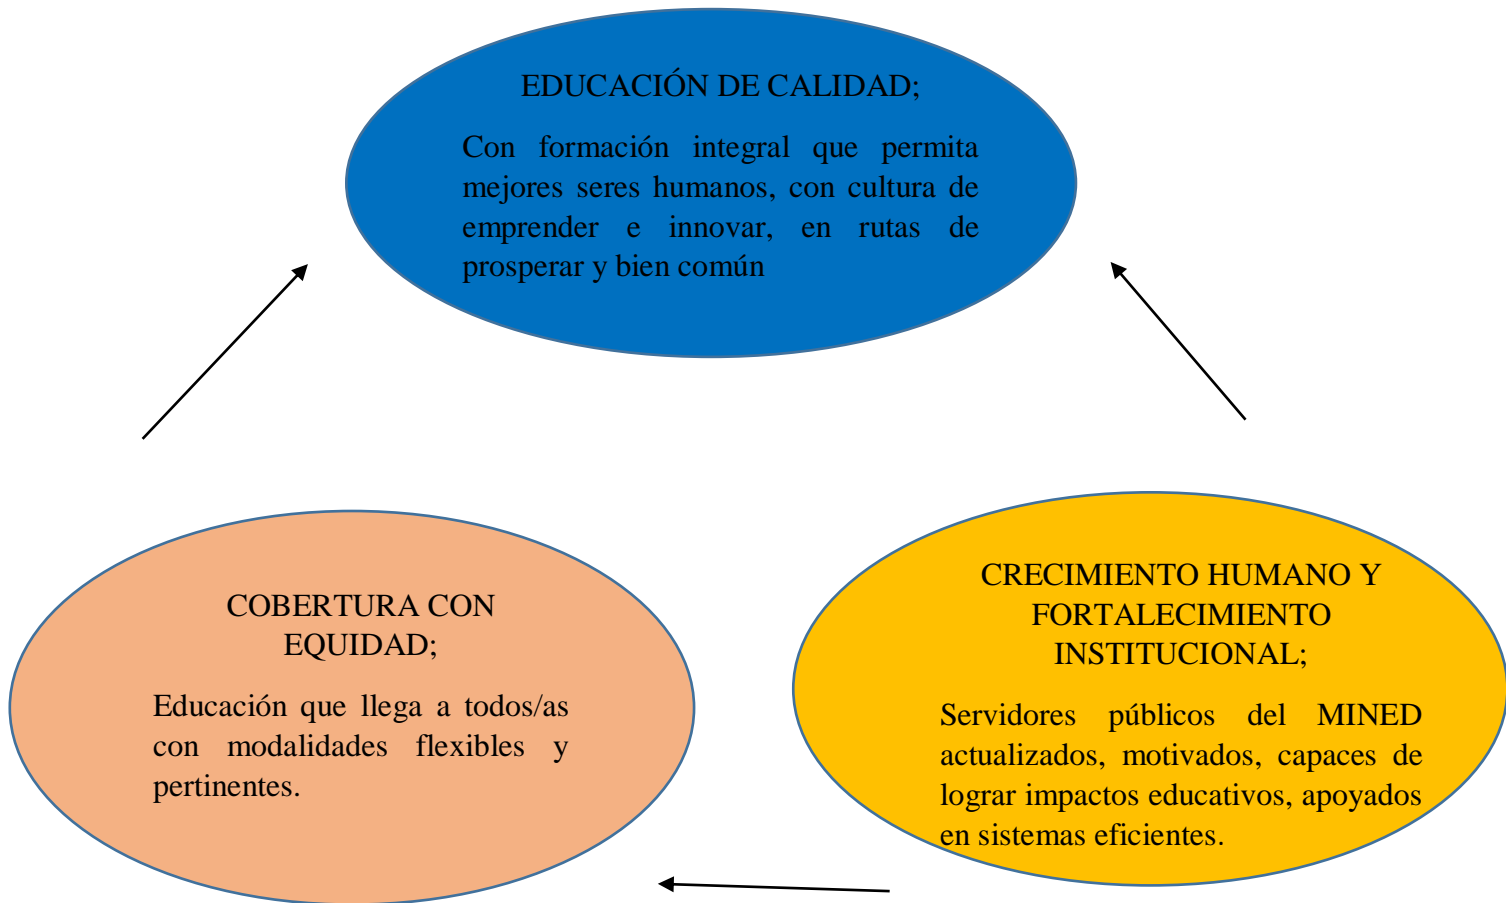 EDUCACIÓN DE CALIDAD;
Con formación integral que permita
mejores seres humanos, con cultura de
emprender e innovar, en rutas de
prosperar y bien común
COBERTURA CON
EQUIDAD;
Educación que llega a todos/as
con modalidades flexibles y
pertinentes.
CRECIMIENTO HUMANO Y
FORTALECIMIENTO
INSTITUCIONAL;
Servidores públicos del MINED
actualizados, motivados, capaces de
lograr impactos educativos, apoyados
en sistemas eficientes.